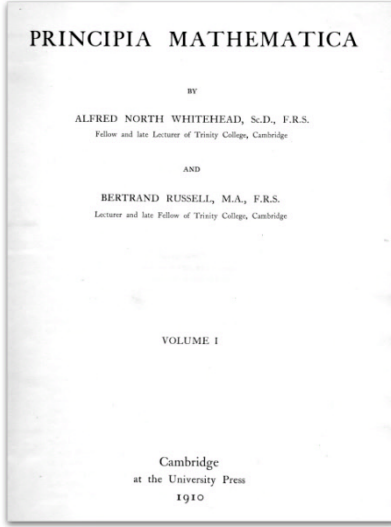 PRINCIPIA MATHEMATICA
BY
ALFRED NORTH WHITEHEAD, Sc.D., F.R.S.
Fellow and late Lecturer of Trinity College, Cambridge
AND
BERTRAND RUSSELL, M.A., F.R.S.
Lecturer and late Fellow of Trinity College, Cambridge
VOLUME I
Cambridge
at the University Press
1910